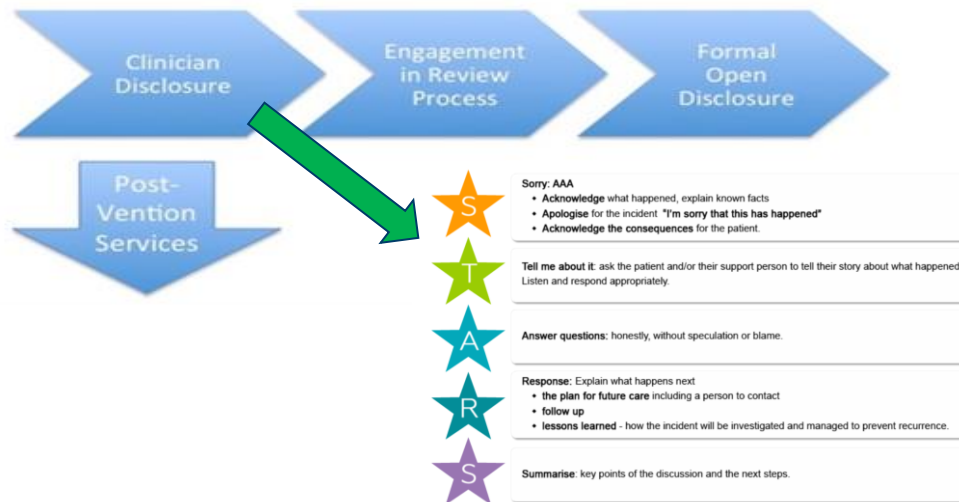 Clinician
Disclosure
Engagement
in Review
Process
Formal
Open
Disclosure
Post-
Vention
Services
S
Sorry: AAA
• Acknowledge what happened, explain known facts
• Apologise for the incident "I'm sorry that this has happened"
• Acknowledge the consequences for the patient.
T
Tell me about it: ask the patient and/or their support person to tell their story about what happened
Listen and respond appropriately.
A
Answer questions: honestly, without speculation or blame.
R
Response: Explain what happens next
• the plan for future care including a person to contact
• follow up
• lessons learned - how the incident will be investigated and managed to prevent recurrence.
S
Summarise: key points of the discussion and the next steps.